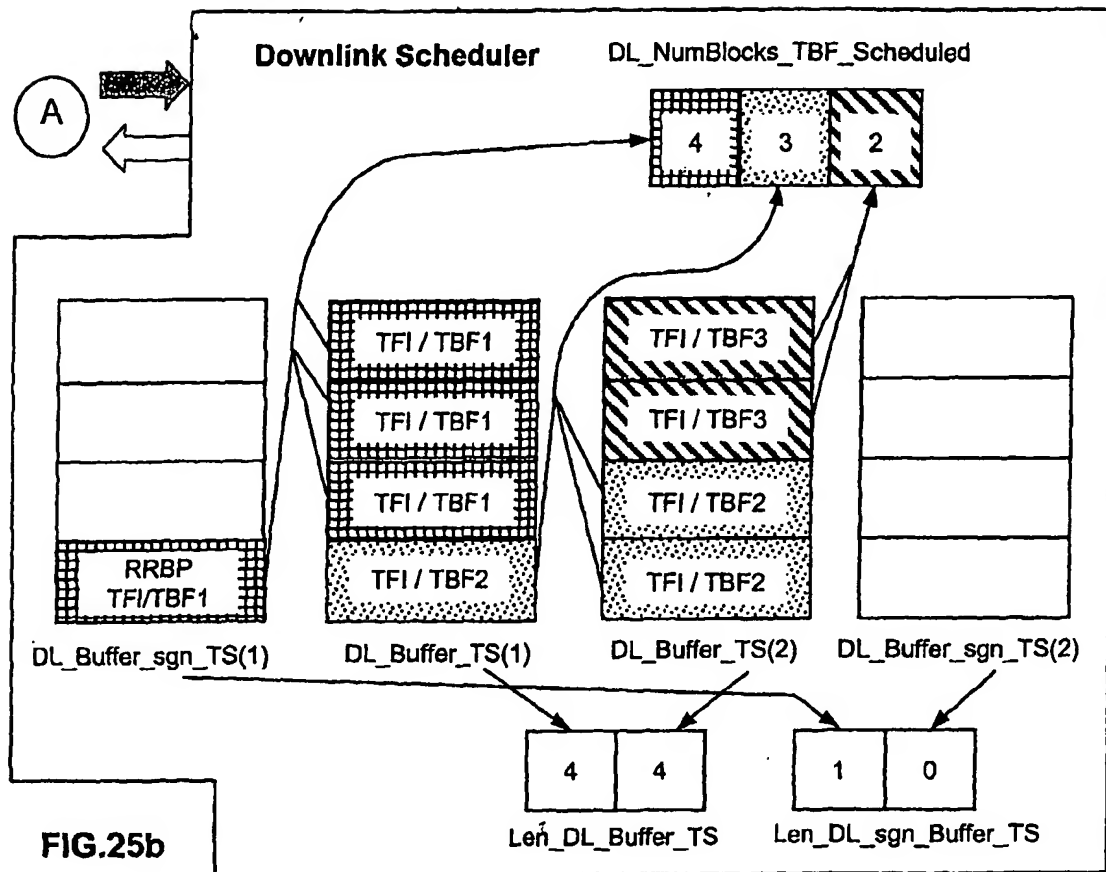 Downlink Scheduler
DL_NumBlocks_TBF_Scheduled
A
4 3 2
TFI / TBF1
TFI / TBF3
TFI / TBF1
TFI / TBF3
TFI / TBF1
TFI / TBF2
RRBP
TFI/TBF1
TFI / TBF2
TFI / TBF2
DL_Buffer_sgn_TS(1)
DL_Buffer_TS(1)
DL_Buffer_TS(2)
DL_Buffer_sgn_TS(2)
4 4
1 0
Len_DL_Buffer_TS
Len_DL_sgn_Buffer_TS
FIG.25b